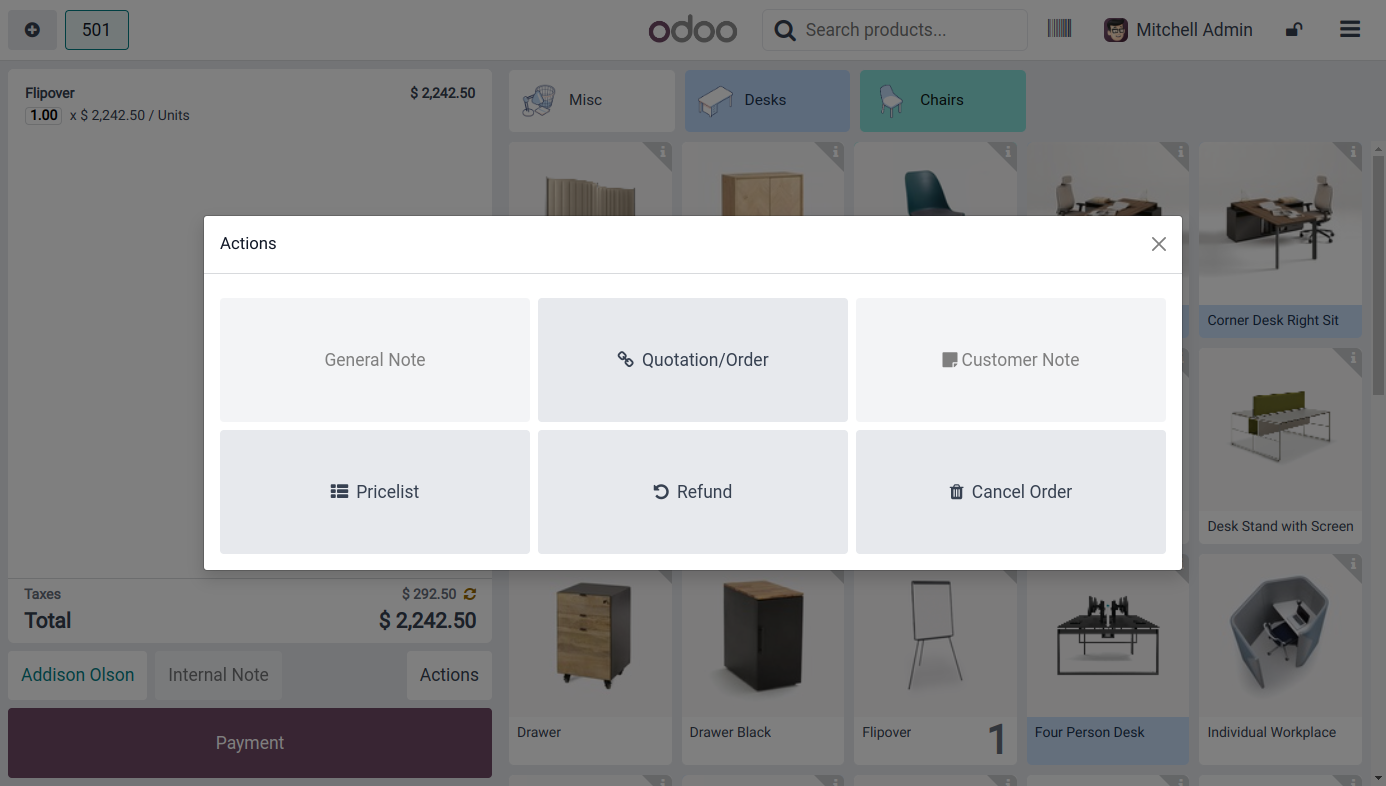 501
odoo
Search products...
Mitchell Admin
Flipover
$ 2,242.50
1.00 x $ 2,242.50 / Units
Misc
Desks
Chairs
Actions
General Note
Quotation/Order
Customer Note
Pricelist
Refund
Cancel Order
Corner Desk Right Sit
Desk Stand with Screen
Taxes
$ 292.50
Total
$ 2,242.50
Addison Olson
Internal Note
Actions
Payment
Drawer
Drawer Black
Flipover
1
Four Person Desk
Individual Workplace